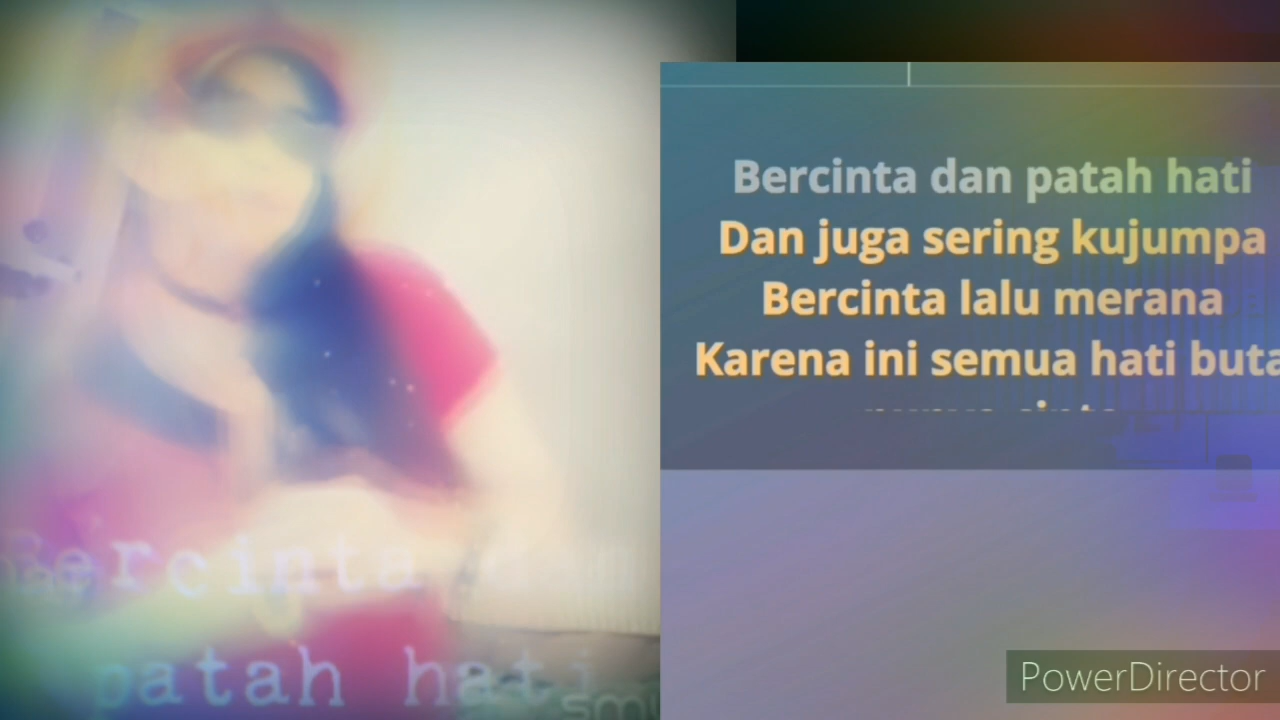 Bercinta dan patah hati
Dan juga sering kujumpa
Bercinta lalu merana
Karena ini semua hati buta
Bercinta dan
patah hati
PowerDirector